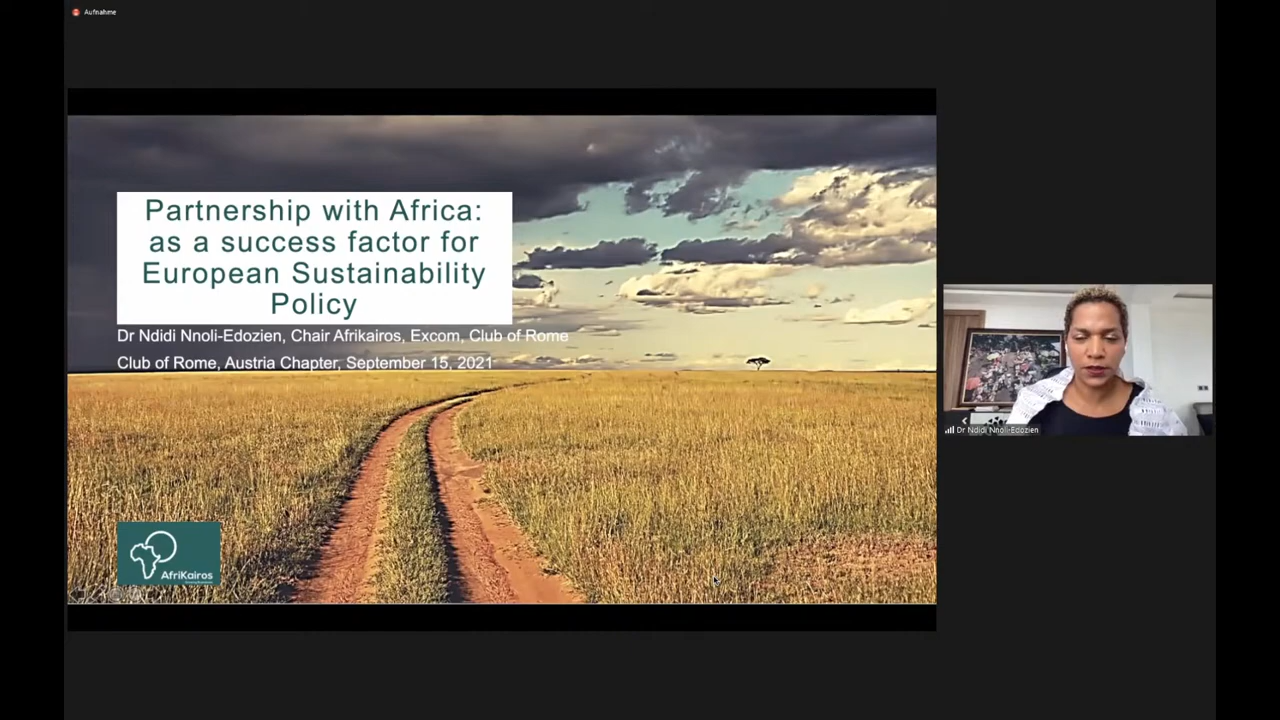 Aufnahme
Partnership with Africa:
as a success factor for
European Sustainability
Policy
Dr Ndidi Nnoli-Edozien, Chair Afrikairos, Excom, Club of Rome
Club of Rome, Austria Chapter, September 15, 2021
AfriKairos
Dr Ndidi Nnoli-Edozien